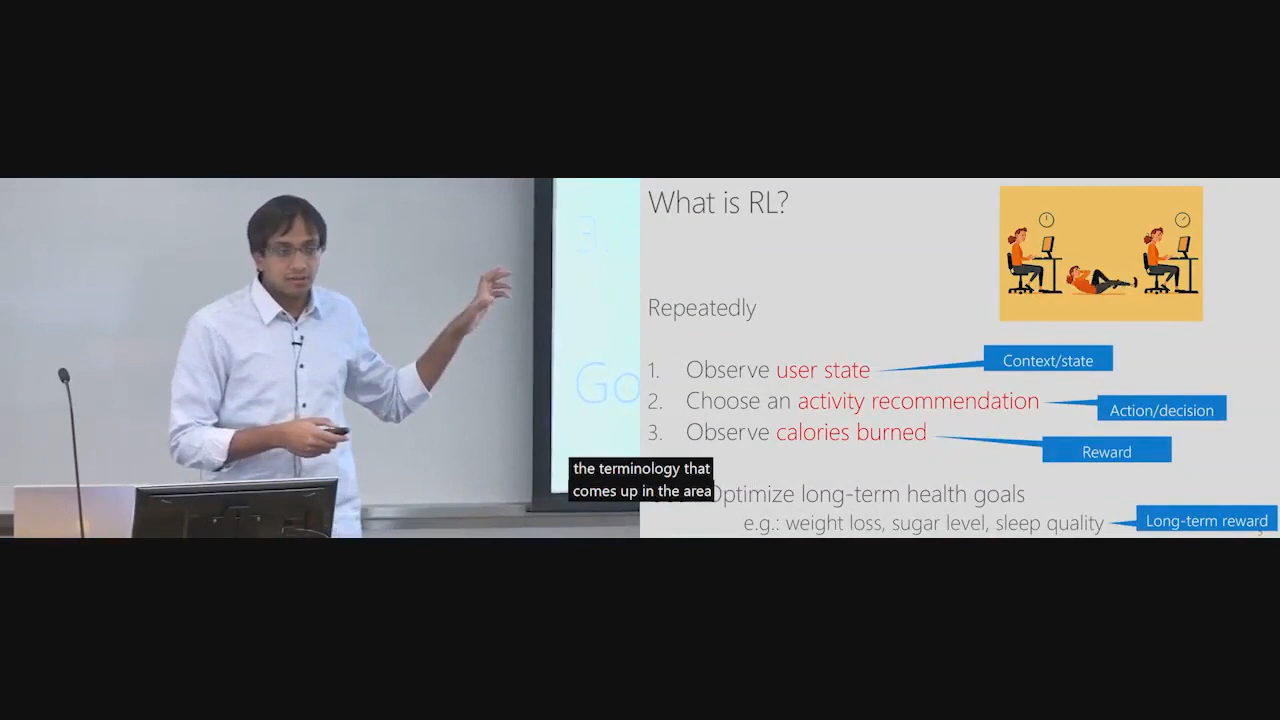 3.
Go
What is RL?
Repeatedly
1. Observe user state
Context/state
2. Choose an activity recommendation
Action/decision
3. Observe calories burned
Reward
the terminology that
comes up in the area
Optimize long-term health goals
e.g.: weight loss, sugar level, sleep quality
Long-term reward